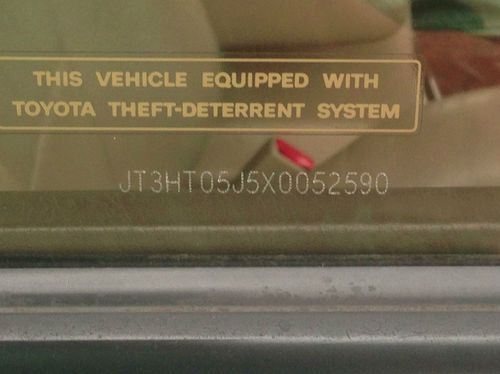 THIS VEHICLE EQUIPPED WITH
TOYOTA THEFT-DETERRENT SYSTEM
JT3HT05J5X0052590